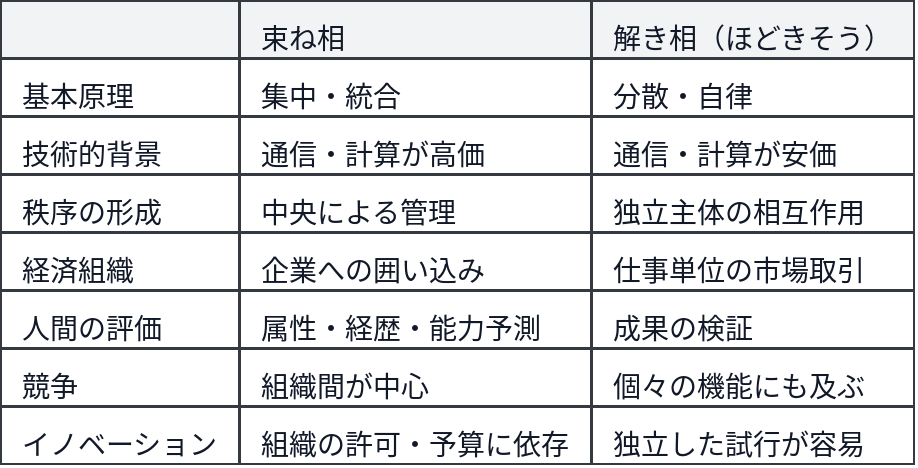 束ね相 解き相（ほどきそう）
基本原理 集中・統合 分散・自律
技術的背景 通信・計算が高価 通信・計算が安価
秩序の形成 中央による管理 独立主体の相互作用
経済組織 企業への囲い込み 仕事単位の市場取引
人間の評価 属性・経歴・能力予測 成果の検証
競争 組織間が中心 個々の機能にも及ぶ
イノベーション 組織の許可・予算に依存 独立した試行が容易